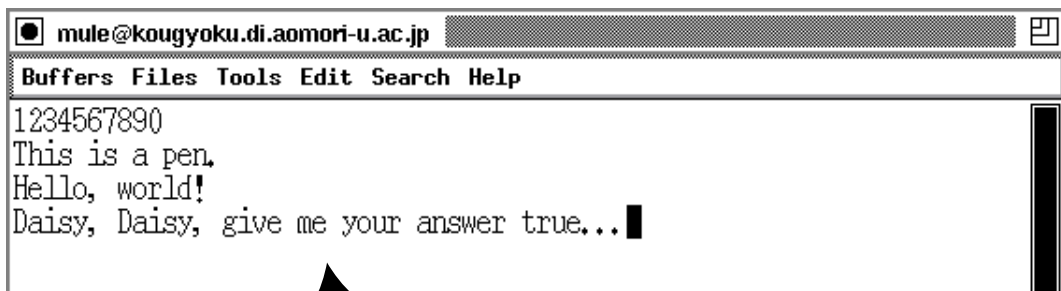 mule@kougyoku.di.aomori-u.ac.jp
Buffers Files Tools Edit Search Help
1234567890
This is a pen.
Hello, world!
Daisy, Daisy, give me your answer true...